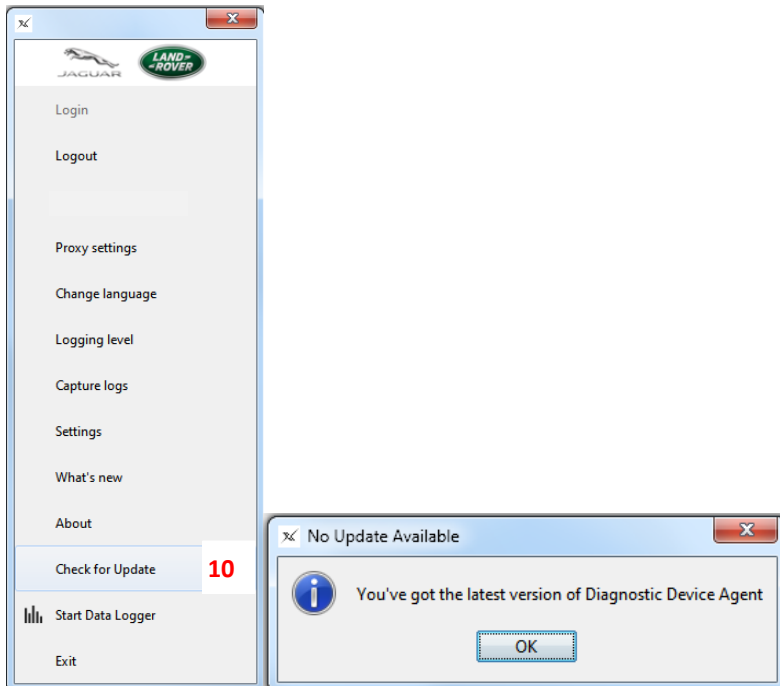 JAGUAR
LAND-
-ROVER
Login
Logout
Proxy settings
Change language
Logging level
Capture logs
Settings
What's new
About
Check for Update 10
Start Data Logger
Exit
No Update Available
You've got the latest version of Diagnostic Device Agent
OK